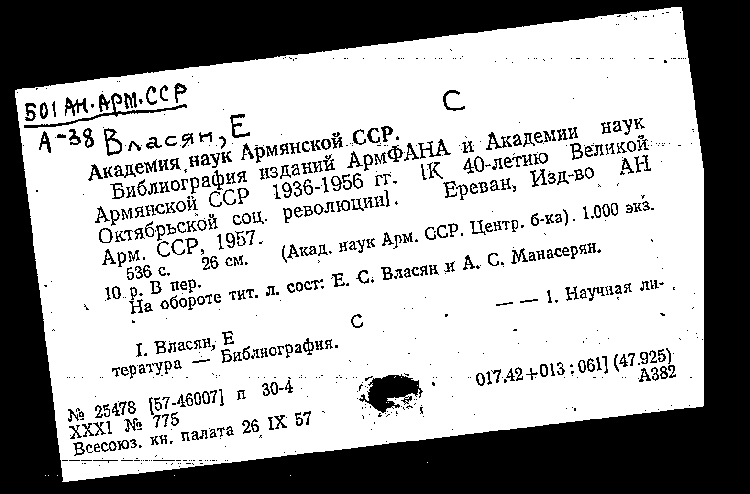 501 АН.АРМ.ССР
А-38 Власян, Е С
Академия наук Армянской ССР.
Библиография изданий АрмФАНА и Академии наук
Армянской ССР 1936-1956 гг. [К 40-летию Великой
Октябрьской соц. революции]. Ереван, Изд-во АН
Арм. ССР, 1957.
536 с. 26 см. (Акад. наук Арм. ССР. Центр. б-ка). 1.000 экз.
10 р. В пер.
На обороте тит. л. сост: Е. С. Власян и А. С. Манасерян.
I. Власян, Е С — — 1. Научная ли-
тература — Библиография.
№ 25478 [57-46007] п 30-4 017.42+013:061] (47.925)
XXX1 № 775 А382
Всесоюз. кн. палата 26 IX 57